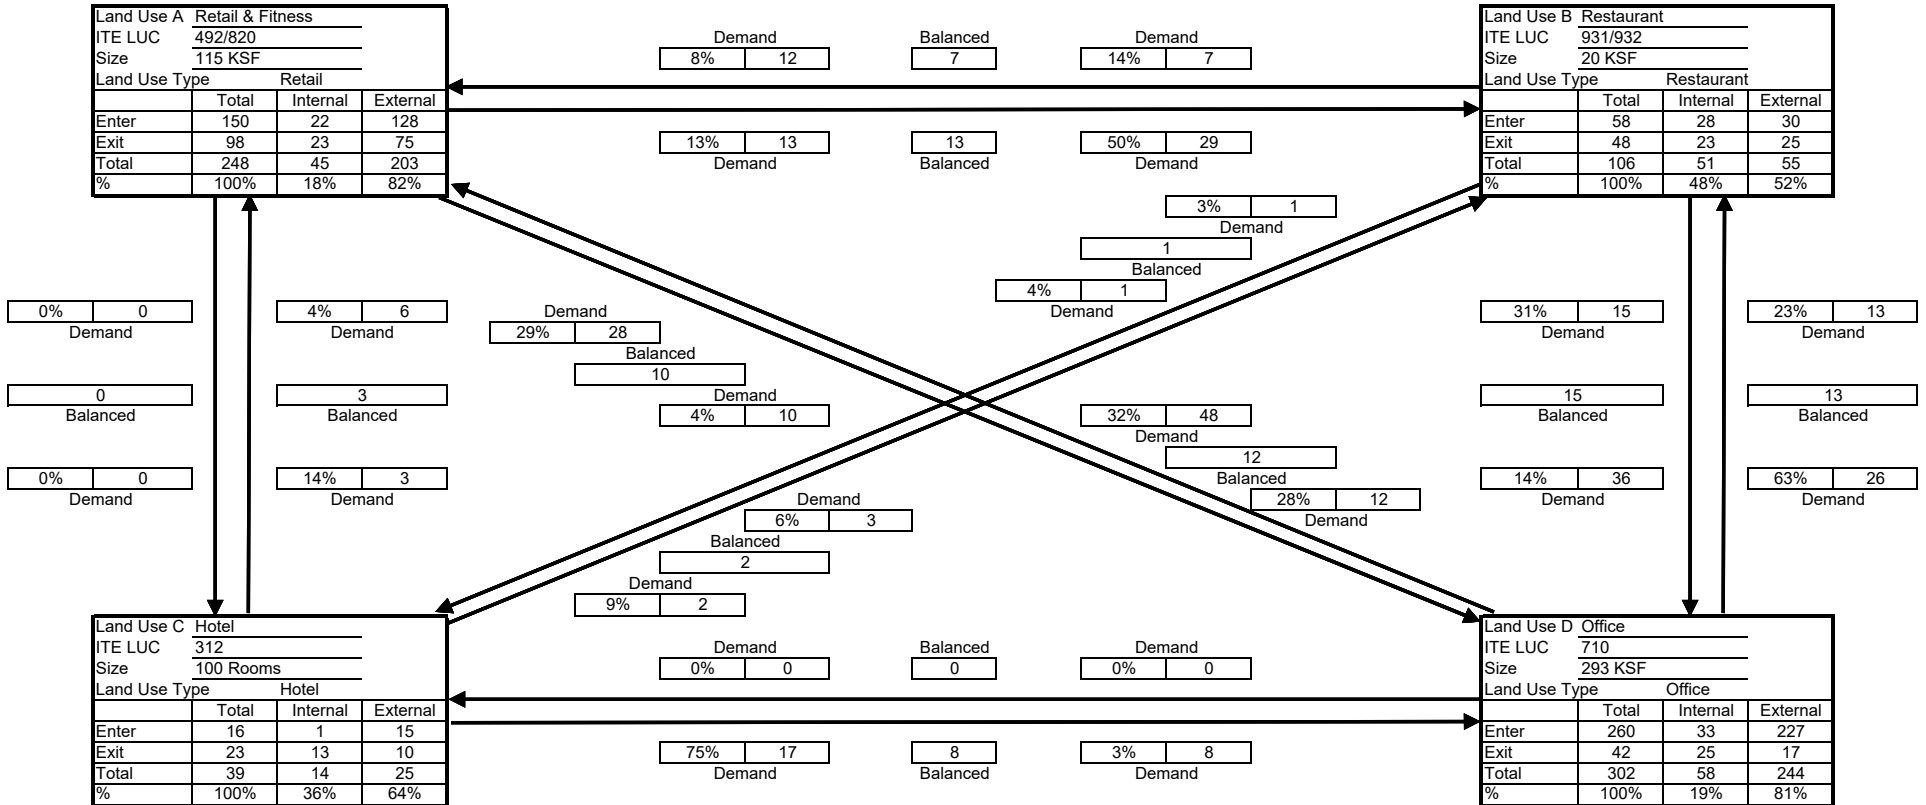 Land Use A Retail & Fitness
ITE LUC 492/820
Size 115 KSF
Land Use Type Retail
Total Internal External
Enter 150 22 128
Exit 98 23 75
Total 248 45 203
% 100% 18% 82%
Demand Balanced Demand
8% 12 7 14% 7
13% 13 13 50% 29
Demand Balanced Demand
Land Use B Restaurant
ITE LUC 931/932
Size 20 KSF
Land Use Type Restaurant
Total Internal External
Enter 58 28 30
Exit 48 23 25
Total 106 51 55
% 100% 48% 52%
3% 1
Demand
1
Balanced
4% 1
Demand
0% 0
Demand
0
Balanced
0% 0
Demand
4% 6
Demand
3
Balanced
14% 3
Demand
Demand
29% 28
Balanced
10
Demand
4% 10
32% 48
Demand
12
Balanced
28% 12
Demand
31% 15
Demand
15
Balanced
14% 36
Demand
23% 13
Demand
13
Balanced
63% 26
Demand
Demand
6% 3
Balanced
2
Demand
9% 2
Land Use C Hotel
ITE LUC 312
Size 100 Rooms
Land Use Type Hotel
Total Internal External
Enter 16 1 15
Exit 23 13 10
Total 39 14 25
% 100% 36% 64%
Demand Balanced Demand
0% 0 0 0% 0
75% 17 8 3% 8
Demand Balanced Demand
Land Use D Office
ITE LUC 710
Size 293 KSF
Land Use Type Office
Total Internal External
Enter 260 33 227
Exit 42 25 17
Total 302 58 244
% 100% 19% 81%